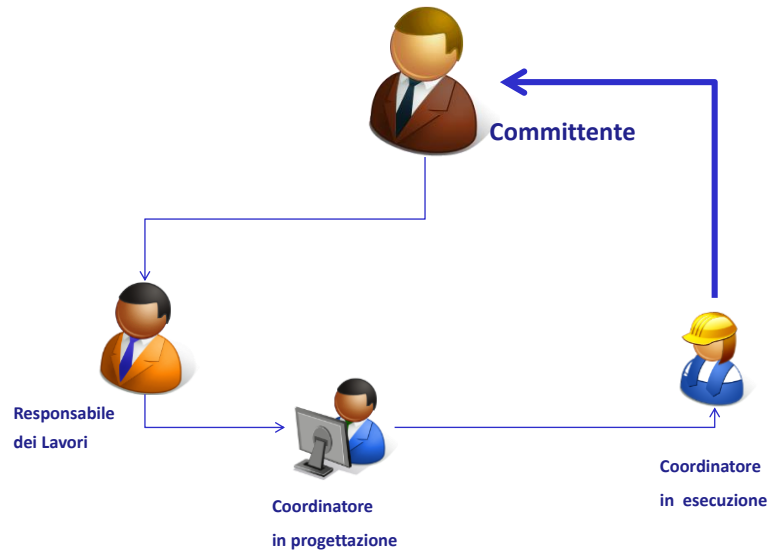 Committente
Responsabile
dei Lavori
Coordinatore
in progettazione
Coordinatore
in esecuzione